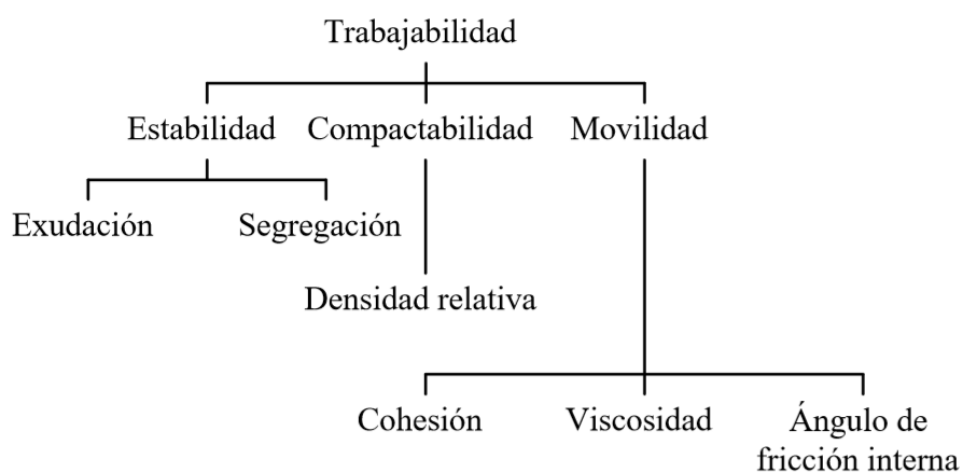 Trabajabilidad
Estabilidad Compactabilidad Movilidad
Exudación Segregación
Densidad relativa
Cohesión Viscosidad Ángulo de
fricción interna